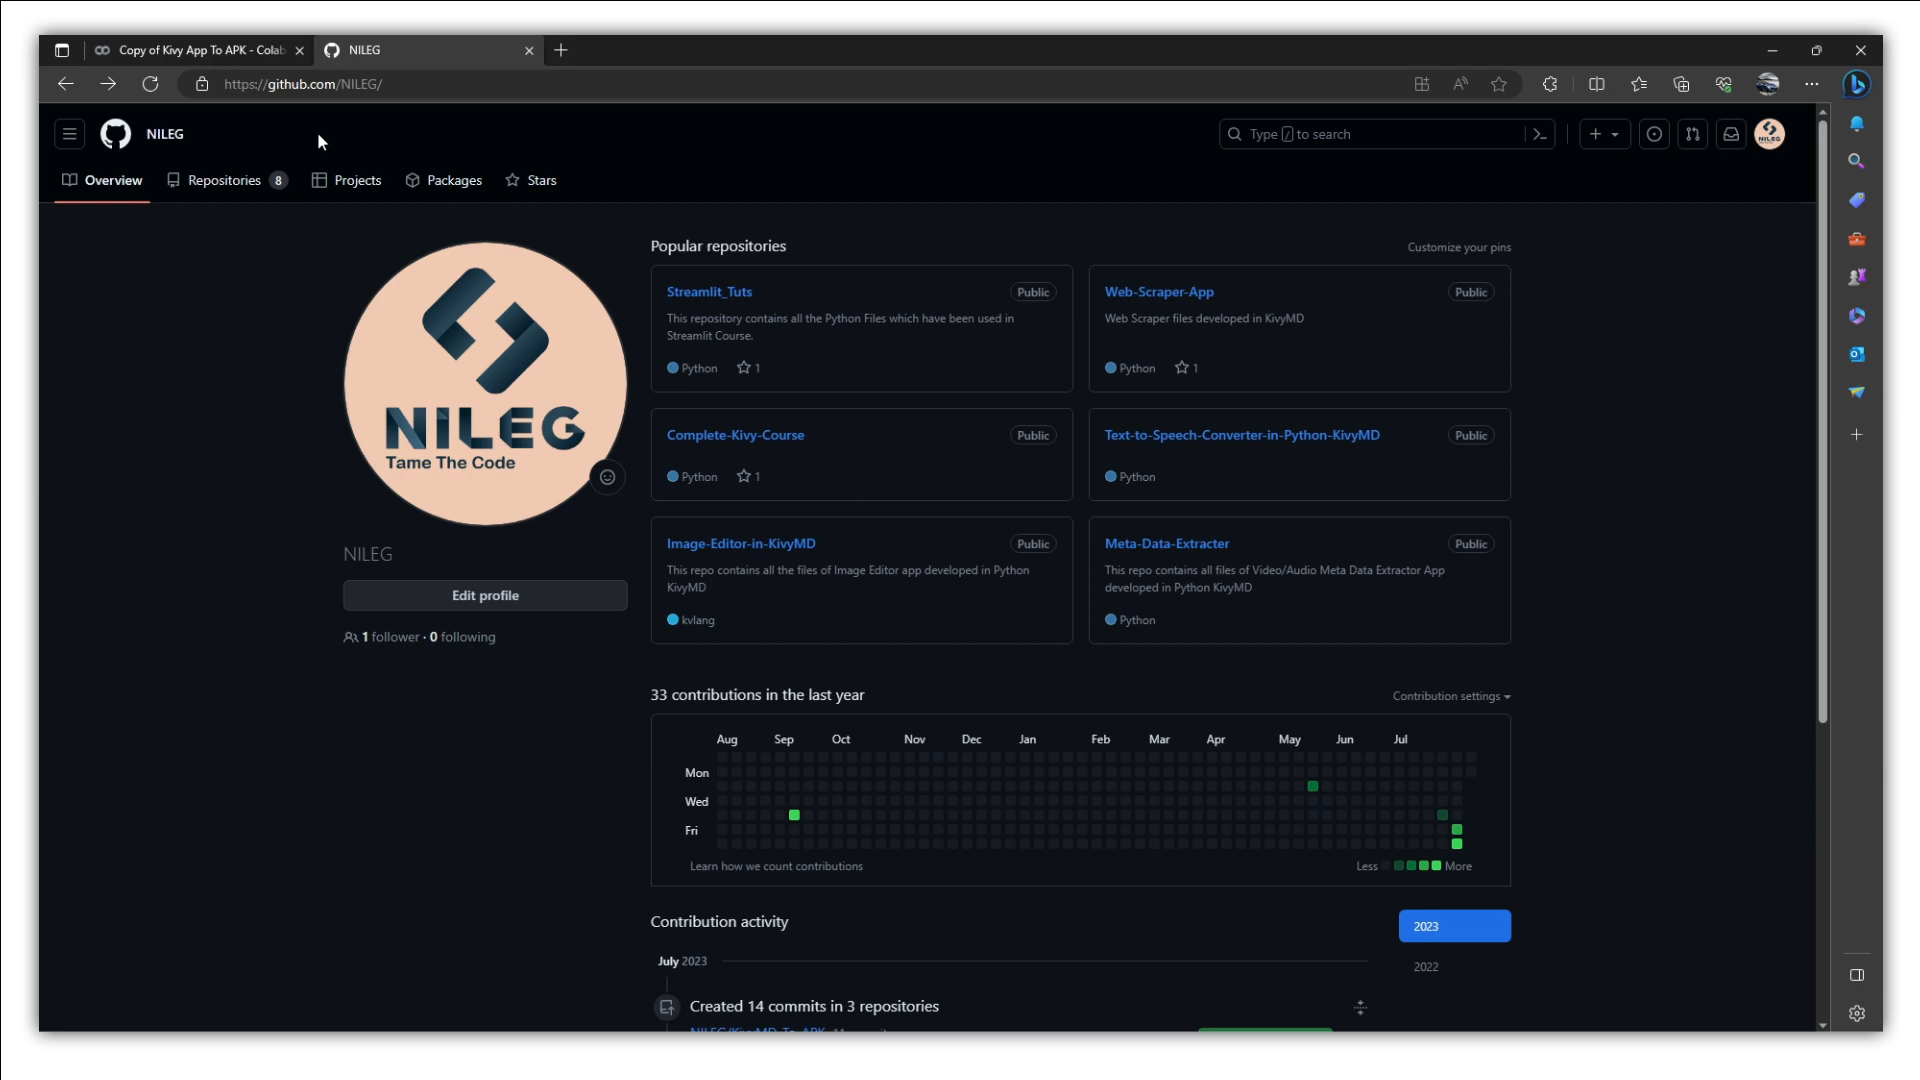 Copy of Kivy App To APK - Colab
NILEG
https://github.com/NILEG/
NILEG
Type / to search
Overview
Repositories 8
Projects
Packages
Stars
Popular repositories
Customize your pins
Streamlit_Tuts
Public
This repository contains all the Python Files which have been used in
Streamlit Course.
Python
1
Web-Scraper-App
Public
Web Scraper files developed in KivyMD
Python
1
Complete-Kivy-Course
Public
Python
1
Text-to-Speech-Converter-in-Python-KivyMD
Public
Python
NILEG
Tame The Code
Image-Editor-in-KivyMD
Public
This repo contains all the files of Image Editor app developed in Python
KivyMD
kvlang
Meta-Data-Extracter
Public
This repo contains all files of Video/Audio Meta Data Extractor App
developed in Python KivyMD
Python
NILEG
Edit profile
1 follower · 0 following
33 contributions in the last year
Contribution settings
Aug Sep Oct Nov Dec Jan Feb Mar Apr May Jun Jul
Mon
Wed
Fri
Learn how we count contributions
Less
More
Contribution activity
2023
2022
July 2023
Created 14 commits in 3 repositories